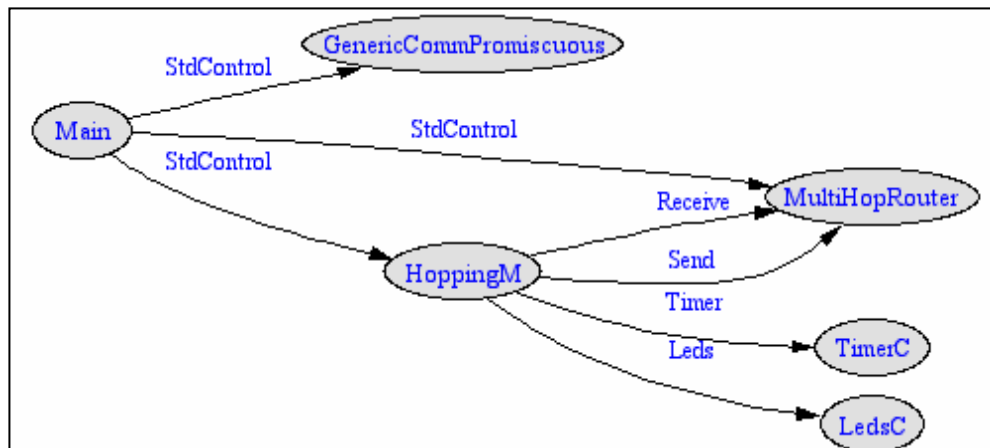 GenericCommPromiscuous
StdControl
Main
StdControl
StdControl
Receive
MultiHopRouter
HoppingM
Send
Timer
Leds
TimerC
LedsC